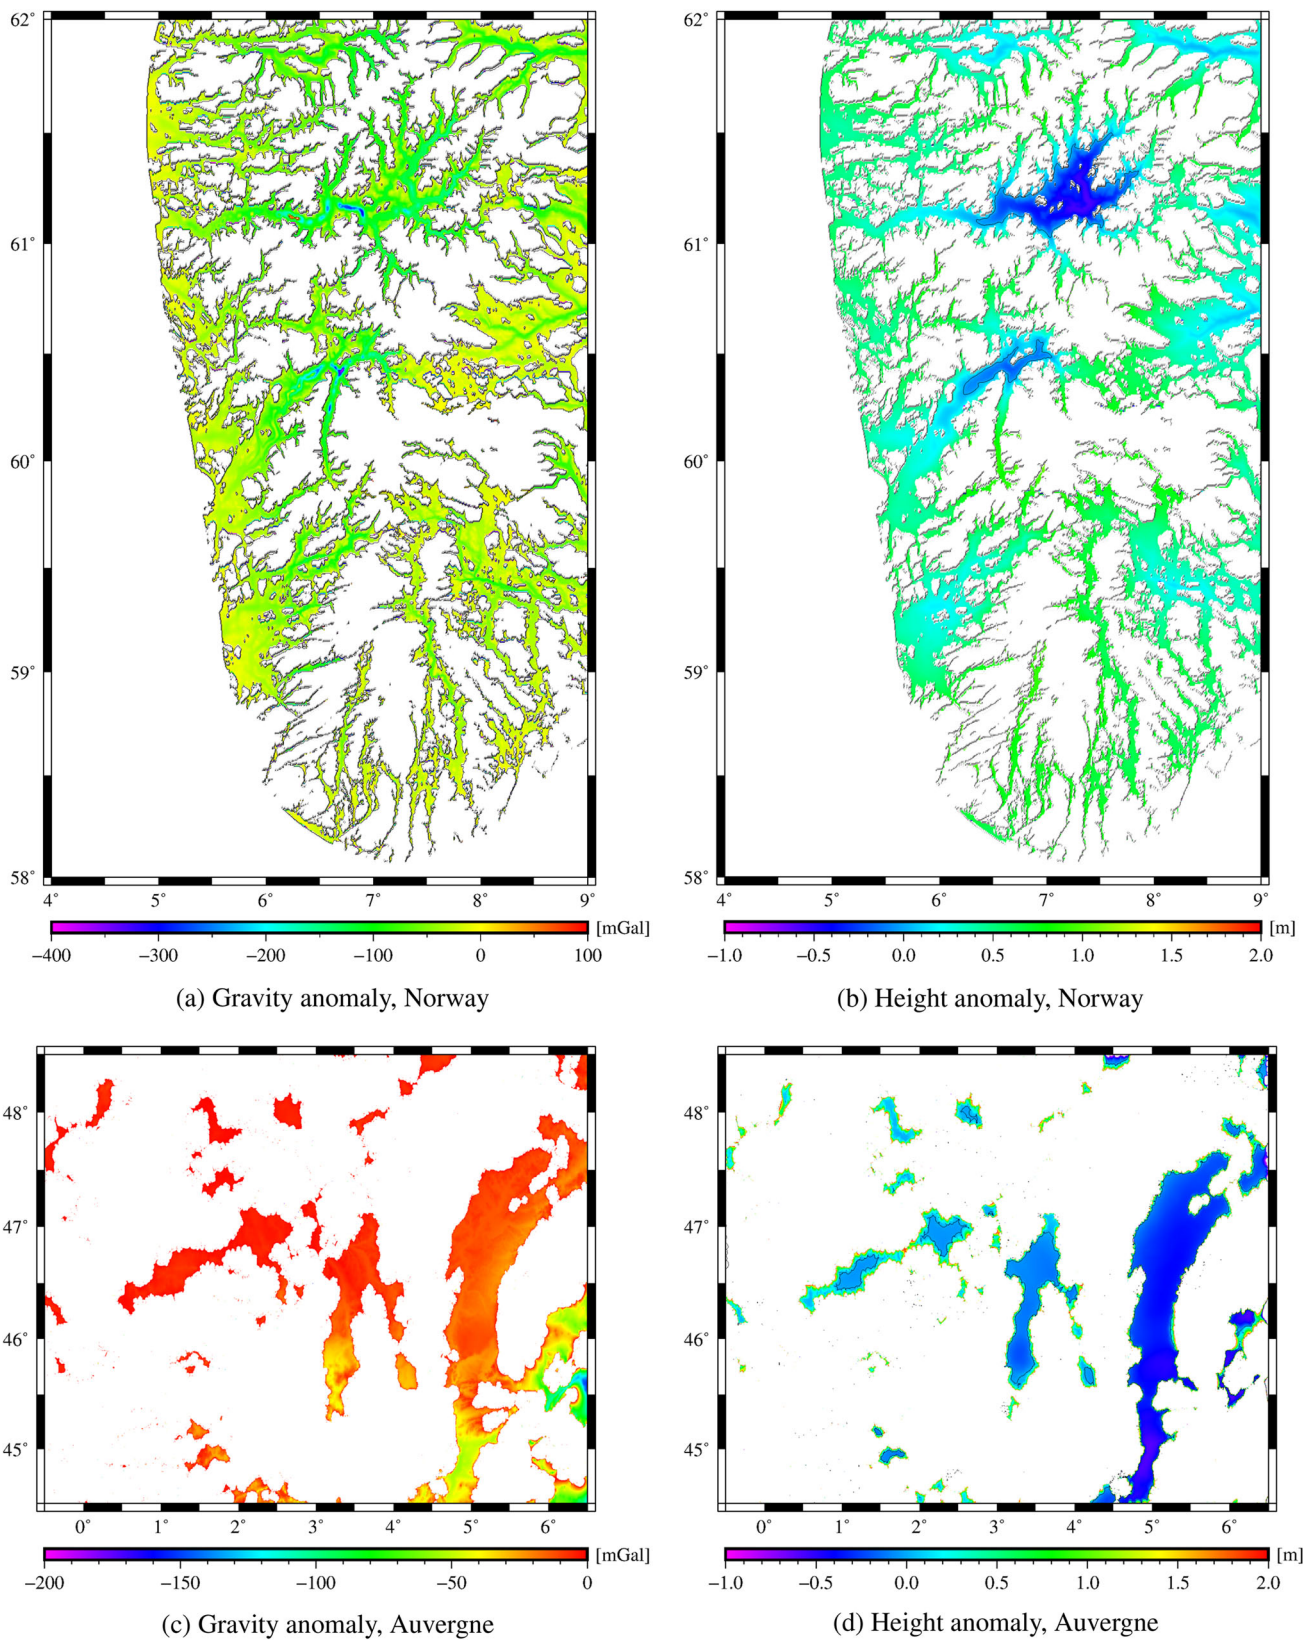 62°
61°
60°
59°
58°
4° 5° 6° 7° 8° 9°
[mGal]
−400 −300 −200 −100 0 100
(a) Gravity anomaly, Norway
62°
61°
60°
59°
58°
4° 5° 6° 7° 8° 9°
[m]
−1.0 −0.5 0.0 0.5 1.0 1.5 2.0
(b) Height anomaly, Norway
48°
47°
46°
45°
0° 1° 2° 3° 4° 5° 6°
[mGal]
−200 −150 −100 −50 0
(c) Gravity anomaly, Auvergne
48°
47°
46°
45°
0° 1° 2° 3° 4° 5° 6°
[m]
−1.0 −0.5 0.0 0.5 1.0 1.5 2.0
(d) Height anomaly, Auvergne